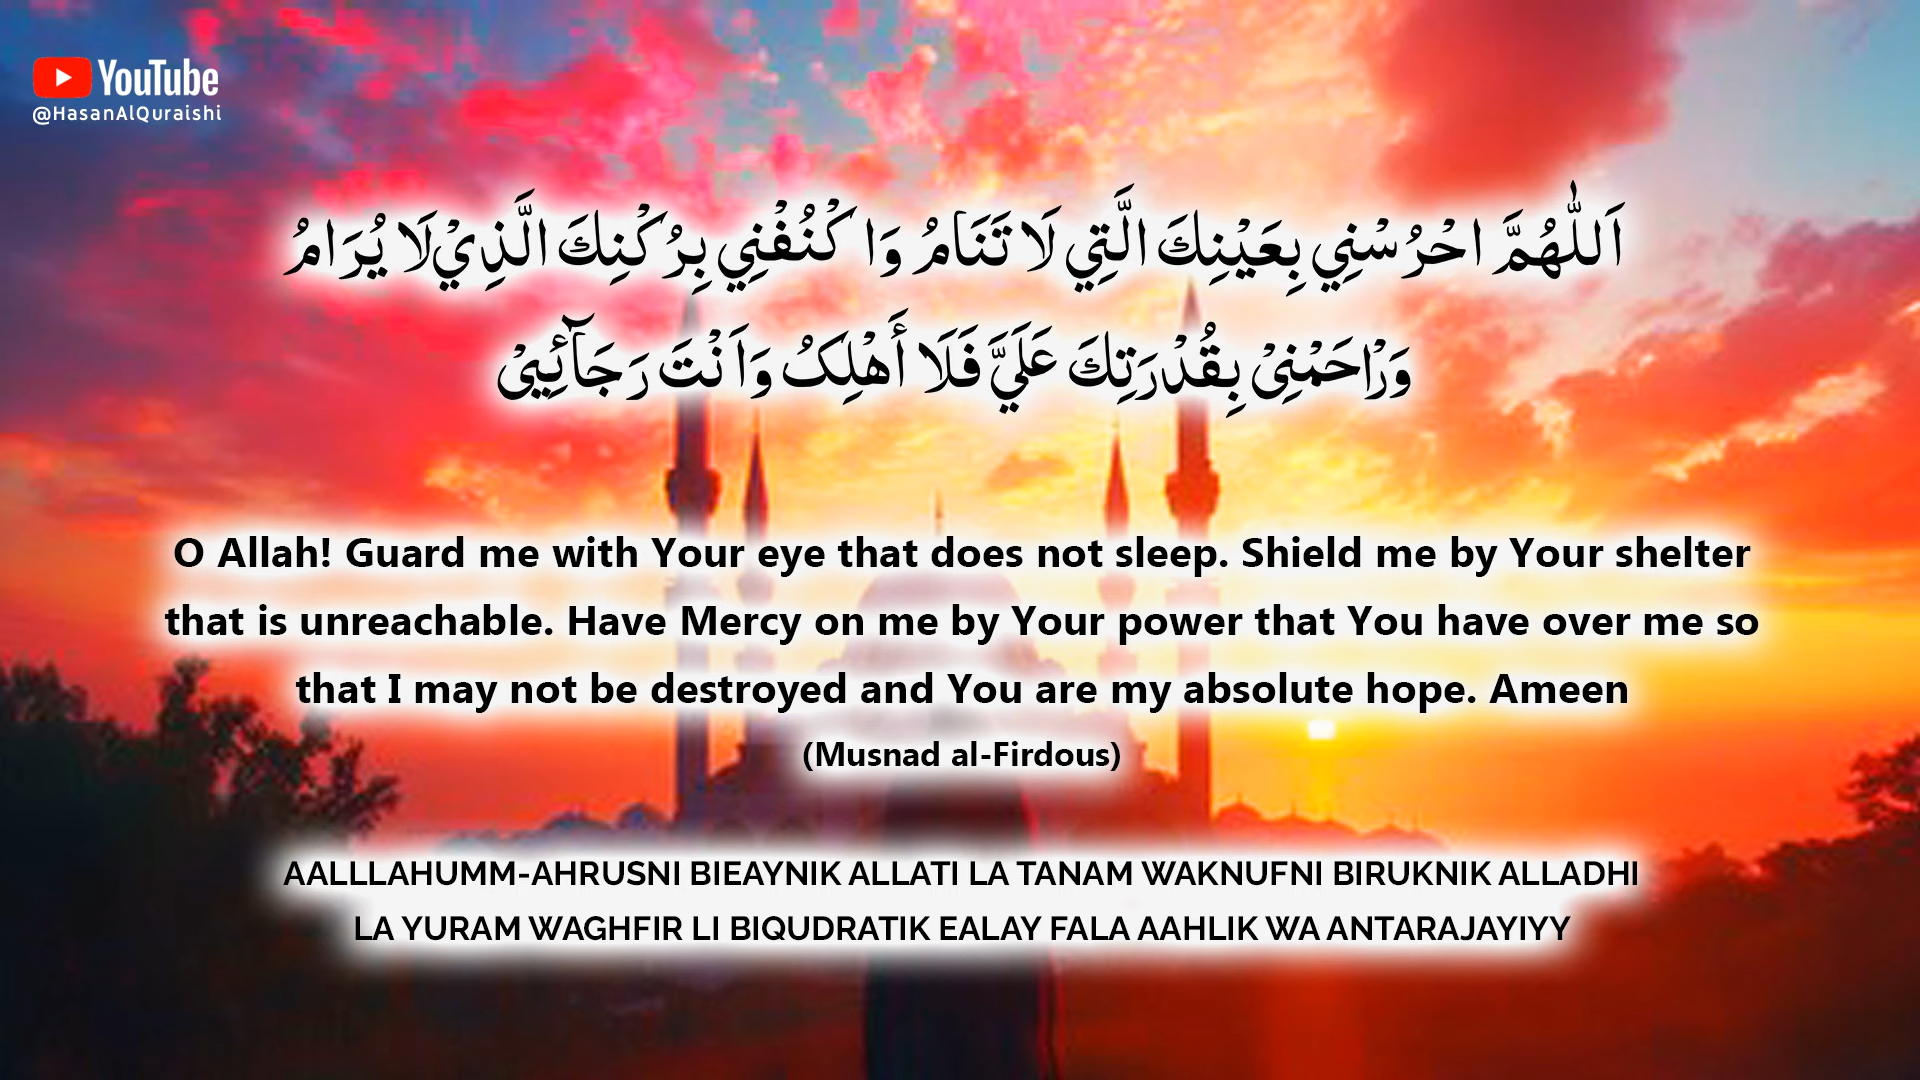 YouTube
@HasanAlQuraishi
اَللّٰهُمَّ احْرُسْنِي بِعَيْنِكَ الَّتِي لَا تَنَامُ وَاكْنُفْنِي بِرُكْنِكَ الَّذِيْ لَا يُرَامُ
وَرْاحَمْنِیْ بِقُدْرَتِكَ عَلَيَّ فَلَا أَهْلِکُ وَاَنْتَ رَجَآئِیْ
O Allah! Guard me with Your eye that does not sleep. Shield me by Your shelter
that is unreachable. Have Mercy on me by Your power that You have over me so
that I may not be destroyed and You are my absolute hope. Ameen
(Musnad al-Firdous)
AALLLAHUMM-AHRUSNI BIEAYNIK ALLATI LA TANAM WAKNUFNI BIRUKNIK ALLADHI
LA YURAM WAGHFIR LI BIQUDRATIK EALAY FALA AAHLIK WA ANTARAJAYIYY